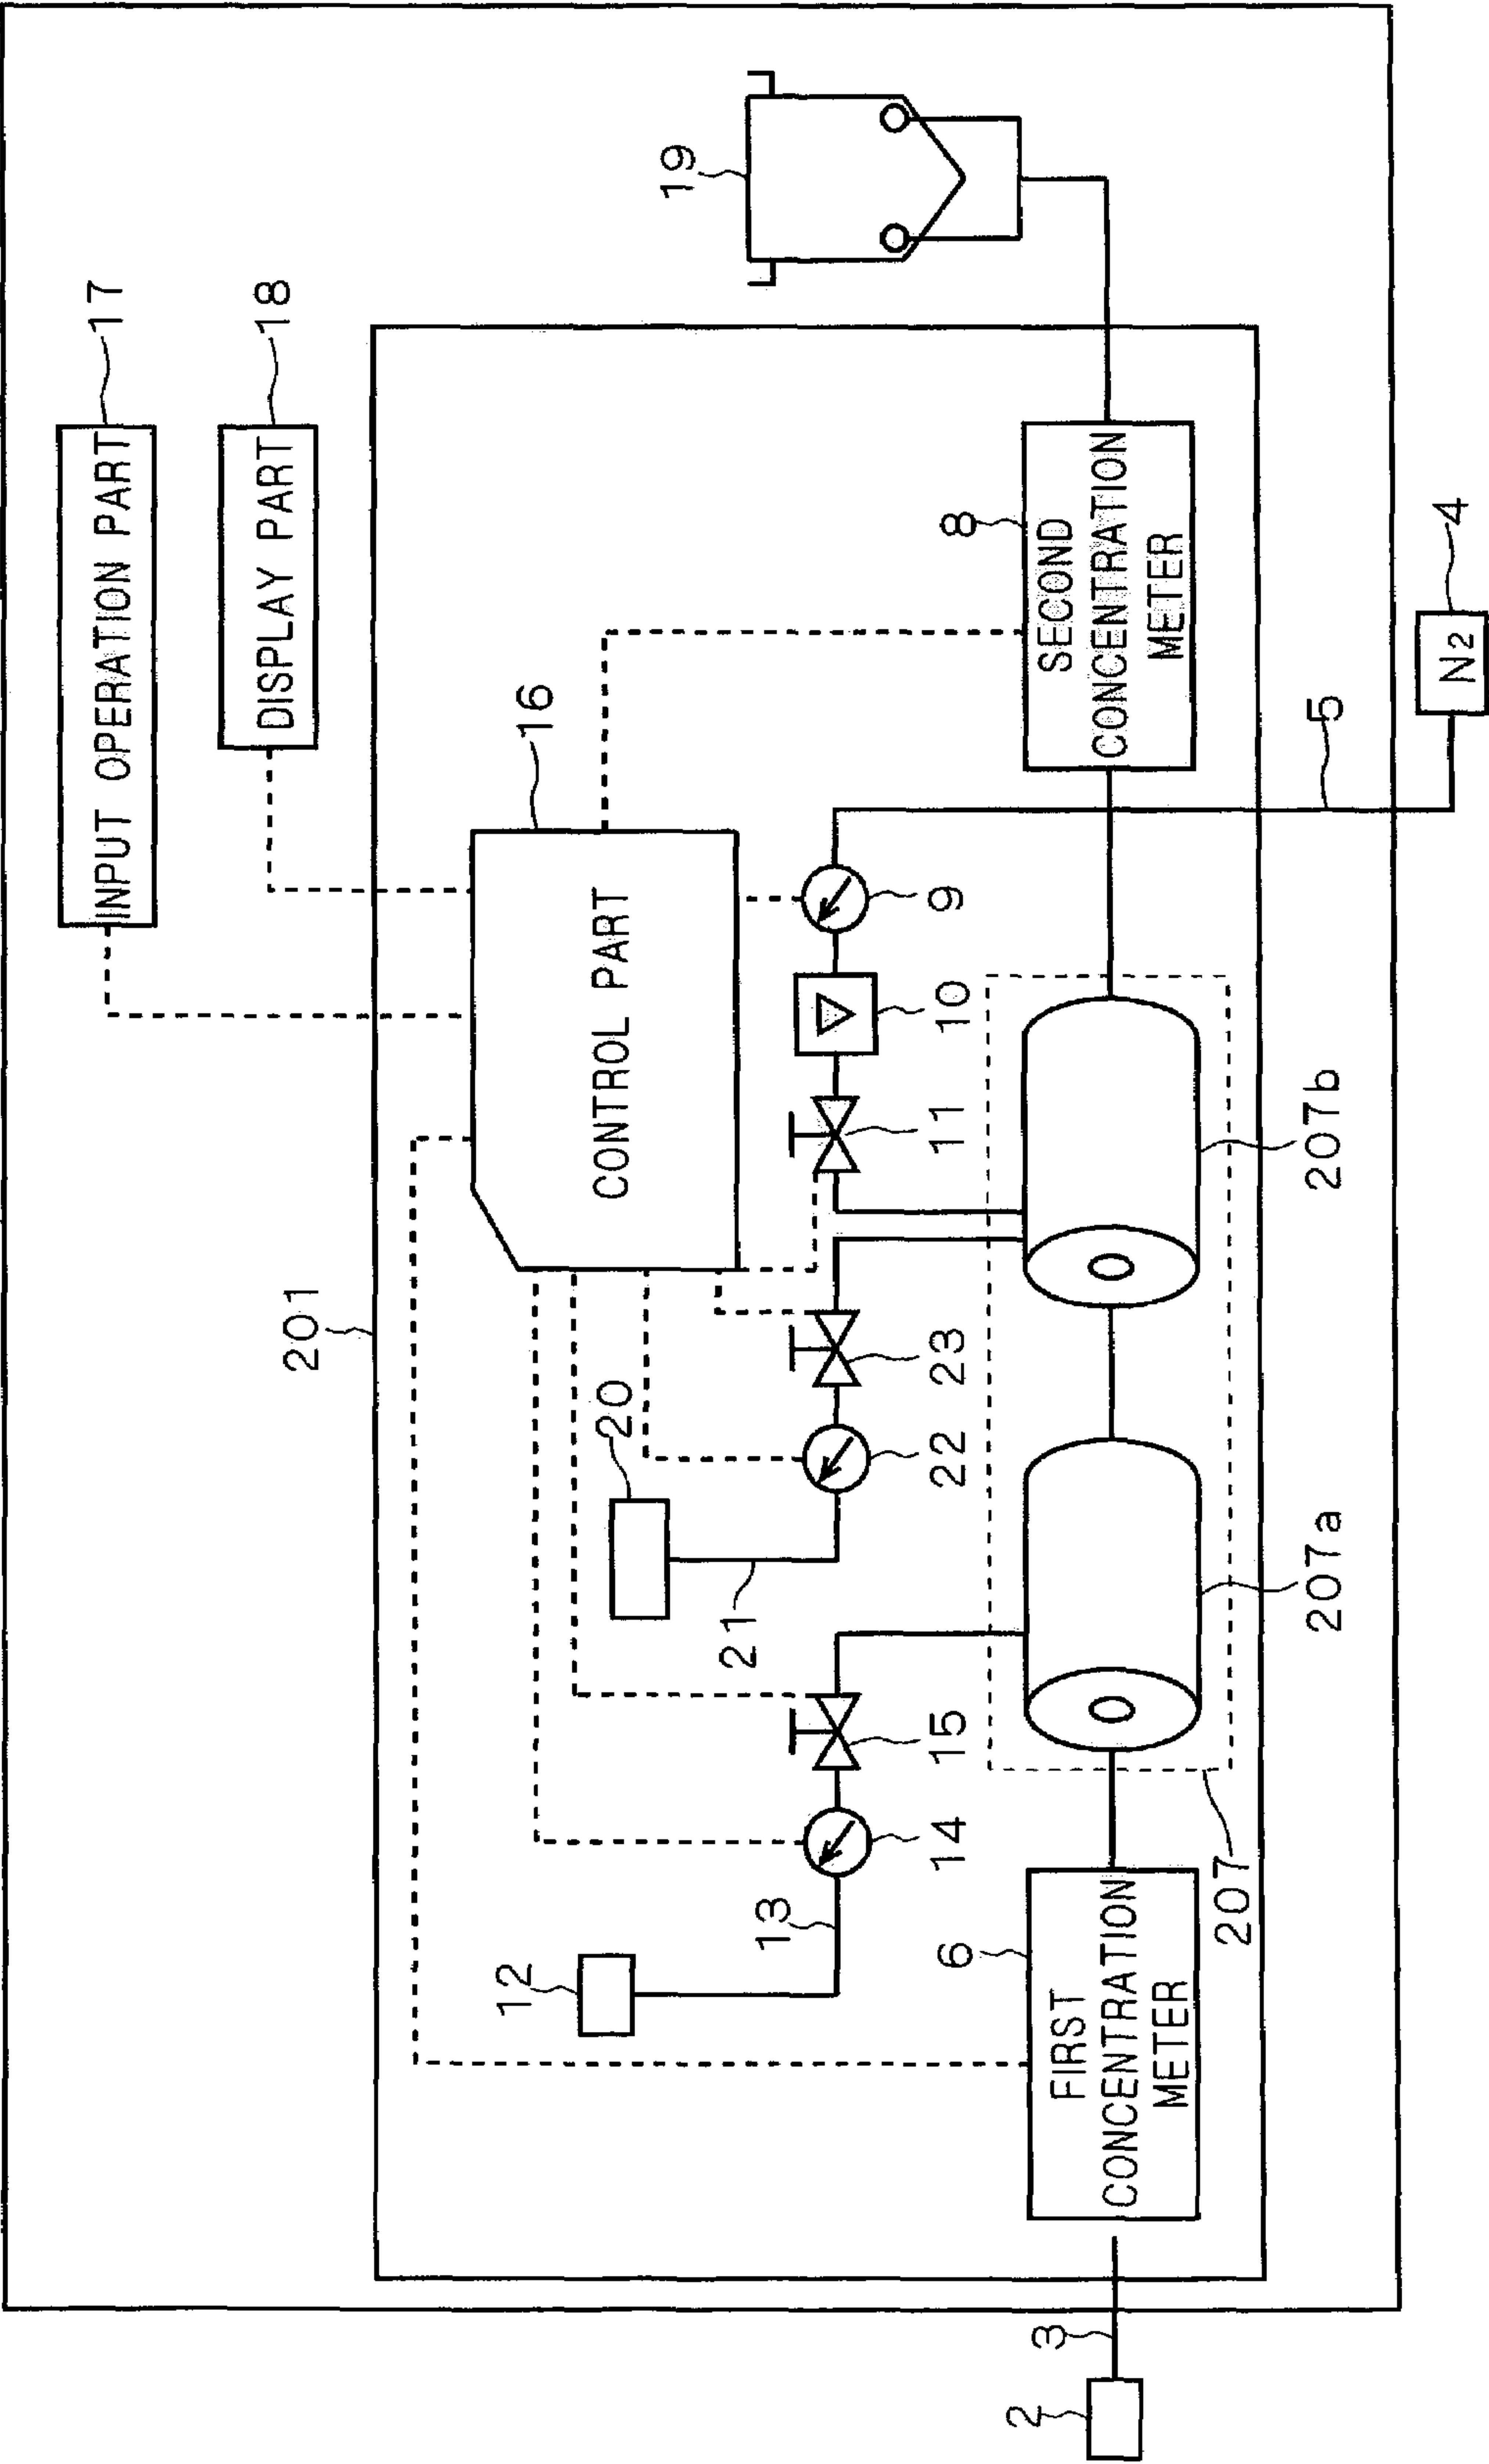 INPUT OPERATION PART
17
DISPLAY PART
18
19
201
CONTROL PART
16
20
21
12
13
14
15
22
23
11
10
9
SECOND
CONCENTRATION
METER
8
FIRST
CONCENTRATION
METER
6
207
207a
207b
5
N2
4
3
2